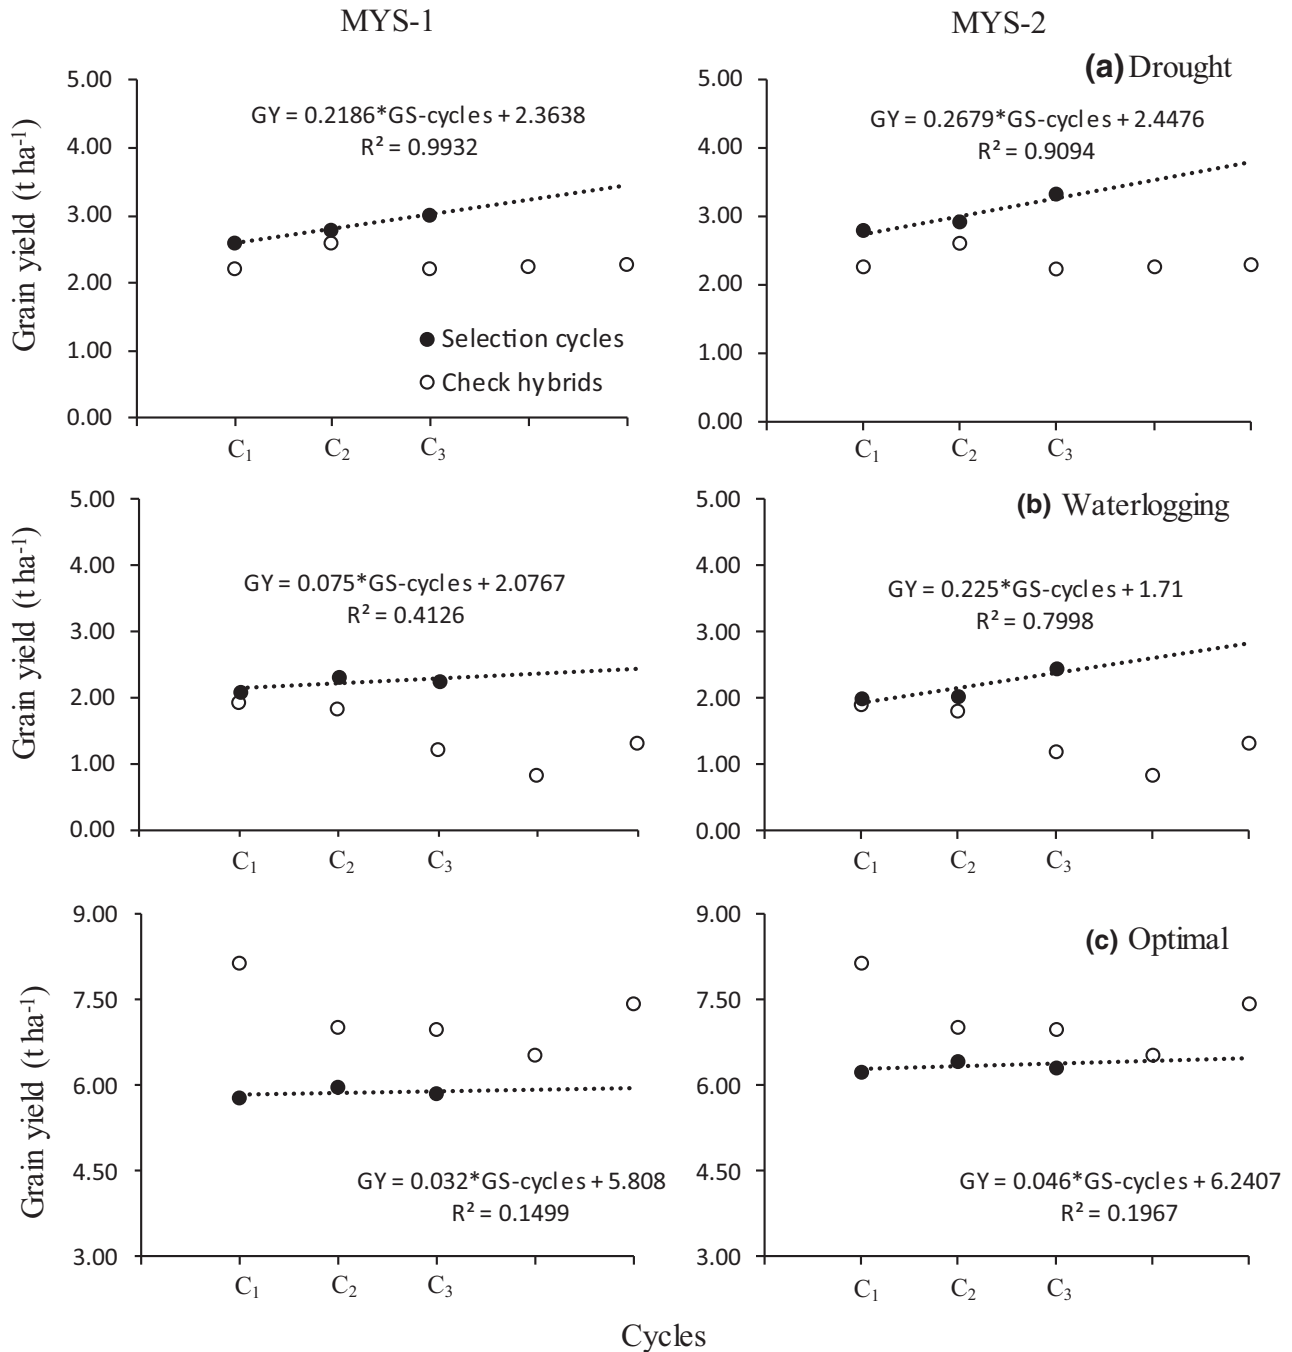 MYS-1
MYS-2
(a) Drought
Grain yield (t ha⁻¹)
5.00
4.00
3.00
2.00
1.00
0.00
GY = 0.2186*GS-cycles + 2.3638
R² = 0.9932
Selection cycles
Check hybrids
C₁
C₂
C₃
5.00
4.00
3.00
2.00
1.00
0.00
GY = 0.2679*GS-cycles + 2.4476
R² = 0.9094
C₁
C₂
C₃
(b) Waterlogging
Grain yield (t ha⁻¹)
5.00
4.00
3.00
2.00
1.00
0.00
GY = 0.075*GS-cycles + 2.0767
R² = 0.4126
C₁
C₂
C₃
5.00
4.00
3.00
2.00
1.00
0.00
GY = 0.225*GS-cycles + 1.71
R² = 0.7998
C₁
C₂
C₃
(c) Optimal
Grain yield (t ha⁻¹)
9.00
7.50
6.00
4.50
3.00
GY = 0.032*GS-cycles + 5.808
R² = 0.1499
C₁
C₂
C₃
9.00
7.50
6.00
4.50
3.00
GY = 0.046*GS-cycles + 6.2407
R² = 0.1967
C₁
C₂
C₃
Cycles